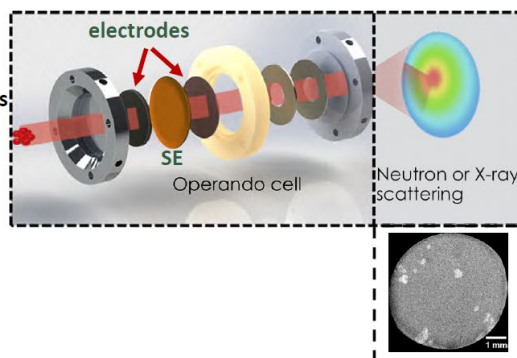 electrodes
s
SE
Operando cell
Neutron or X-ray
scattering
1 mm